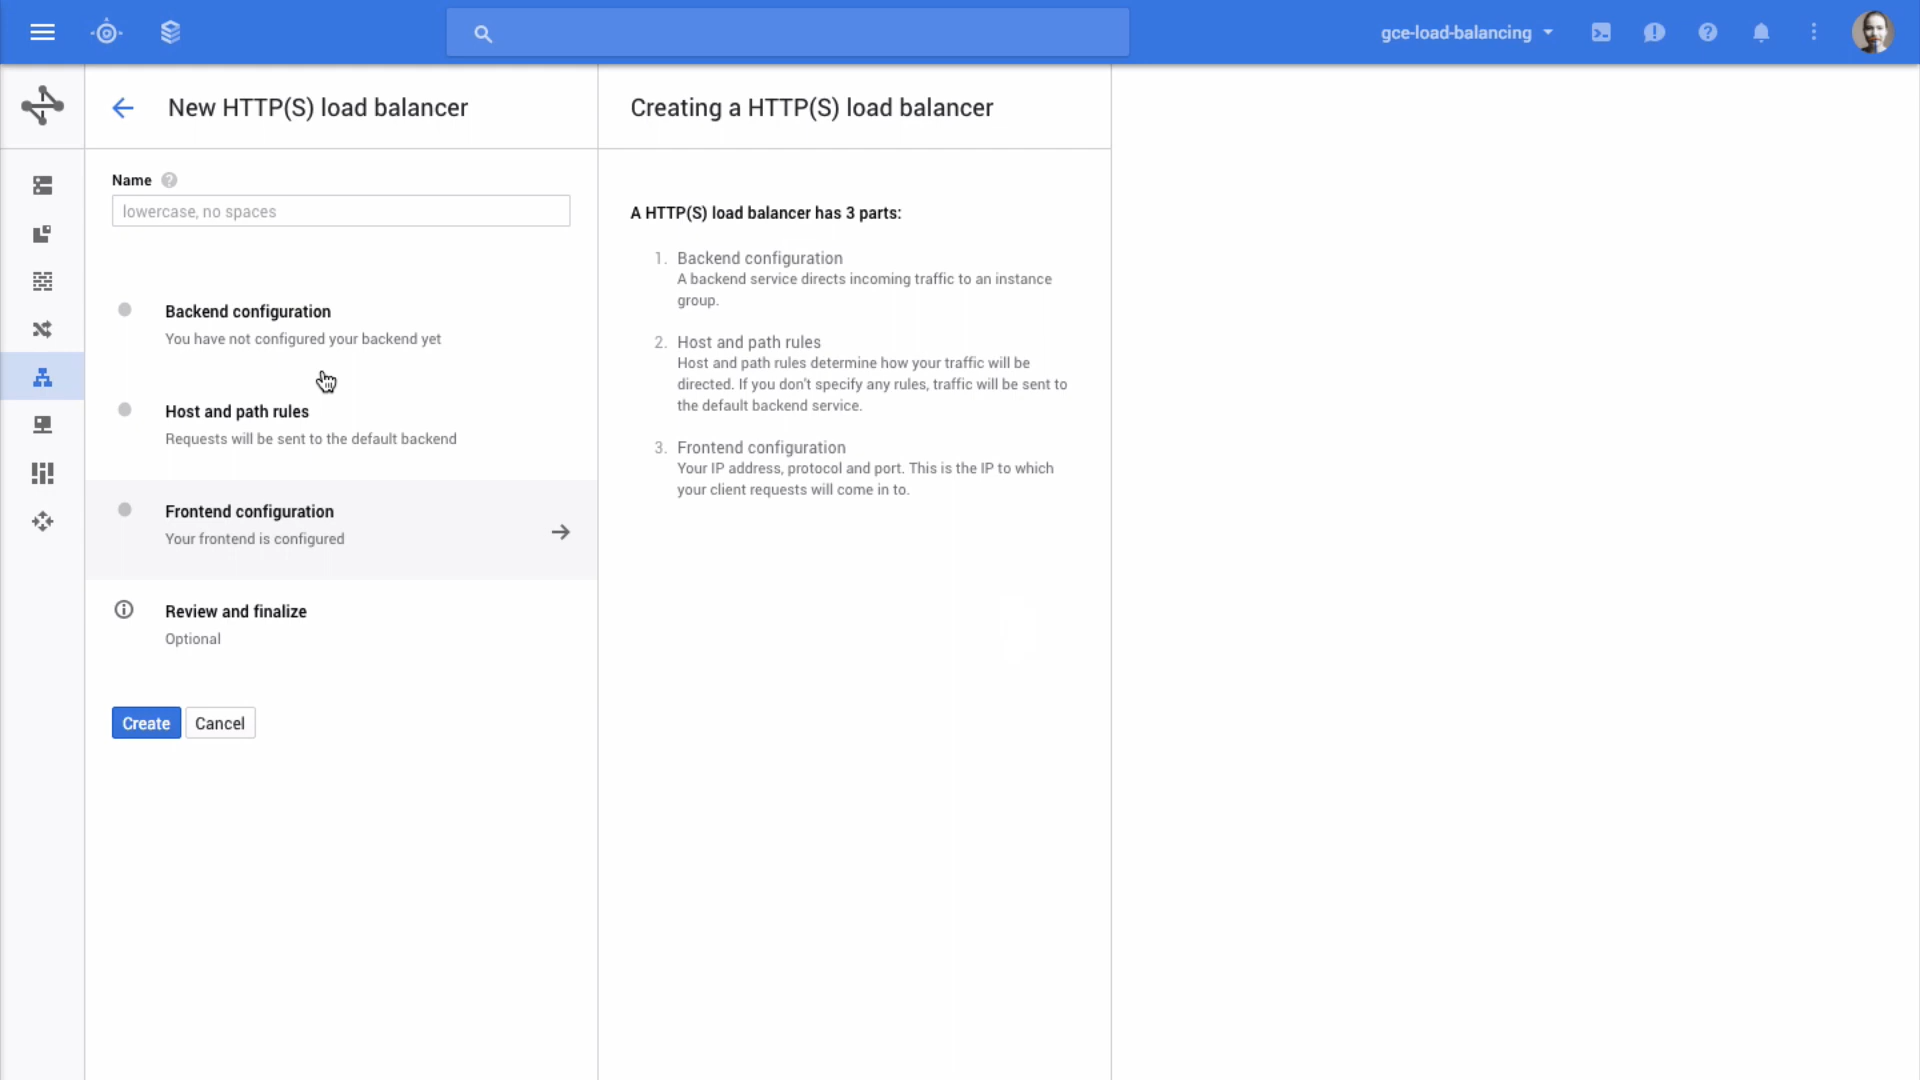 gce-load-balancing
New HTTP(S) load balancer
Name
lowercase, no spaces
Backend configuration
You have not configured your backend yet
Host and path rules
Requests will be sent to the default backend
Frontend configuration
Your frontend is configured
Review and finalize
Optional
Create Cancel
Creating a HTTP(S) load balancer
A HTTP(S) load balancer has 3 parts:
1. Backend configuration
A backend service directs incoming traffic to an instance
group.
2. Host and path rules
Host and path rules determine how your traffic will be
directed. If you don't specify any rules, traffic will be sent to
the default backend service.
3. Frontend configuration
Your IP address, protocol and port. This is the IP to which
your client requests will come in to.